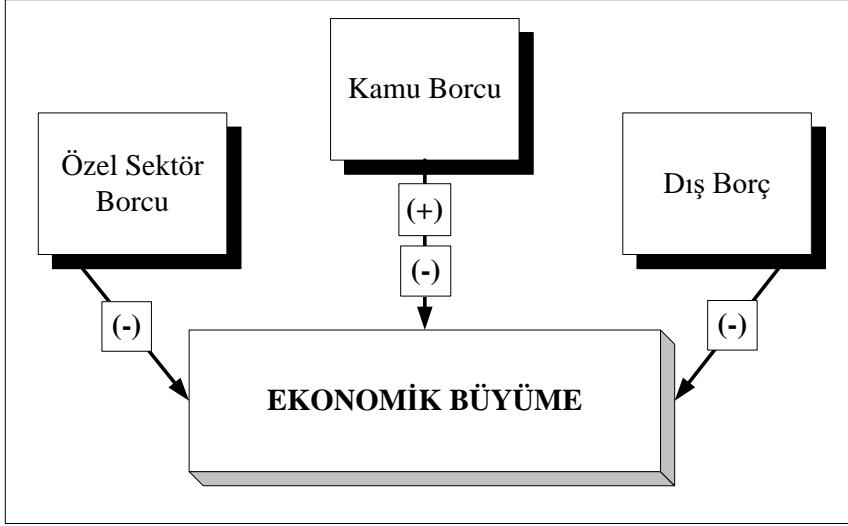 Kamu Borcu
Özel Sektör
Borcu
Dış Borç
(+)
(-)
(-)
(-)
EKONOMİK BÜYÜME